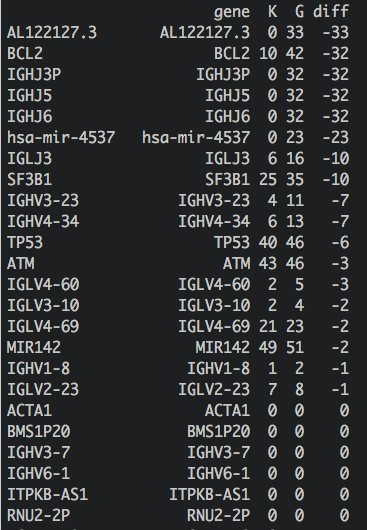 gene K G diff
AL122127.3 AL122127.3 0 33 -33
BCL2 BCL2 10 42 -32
IGHJ3P IGHJ3P 0 32 -32
IGHJ5 IGHJ5 0 32 -32
IGHJ6 IGHJ6 0 32 -32
hsa-mir-4537 hsa-mir-4537 0 23 -23
IGLJ3 IGLJ3 6 16 -10
SF3B1 SF3B1 25 35 -10
IGHV3-23 IGHV3-23 4 11 -7
IGHV4-34 IGHV4-34 6 13 -7
TP53 TP53 40 46 -6
ATM ATM 43 46 -3
IGLV4-60 IGLV4-60 2 5 -3
IGLV3-10 IGLV3-10 2 4 -2
IGLV4-69 IGLV4-69 21 23 -2
MIR142 MIR142 49 51 -2
IGHV1-8 IGHV1-8 1 2 -1
IGLV2-23 IGLV2-23 7 8 -1
ACTA1 ACTA1 0 0 0
BMS1P20 BMS1P20 0 0 0
IGHV3-7 IGHV3-7 0 0 0
IGHV6-1 IGHV6-1 0 0 0
ITPKB-AS1 ITPKB-AS1 0 0 0
RNU2-2P RNU2-2P 0 0 0